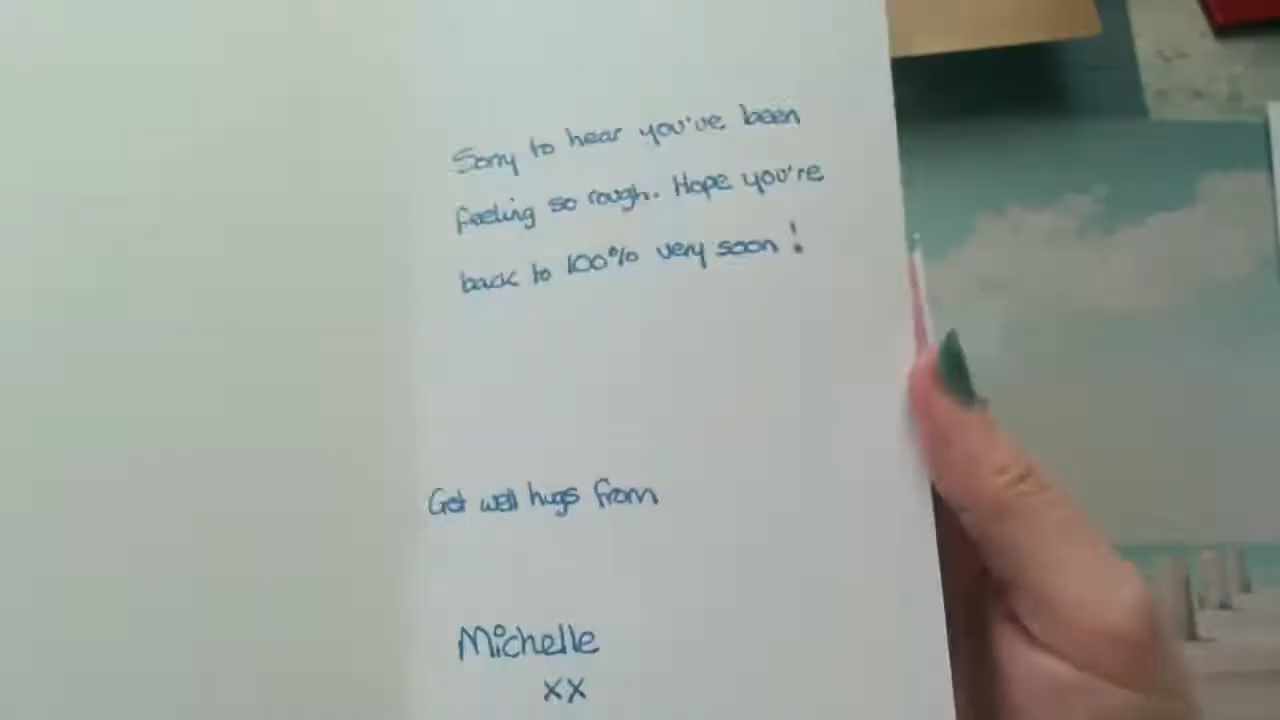 Sorry to hear you've been
feeling so rough. Hope you're
back to 100% very soon!
Get well hugs from
Michelle
xx